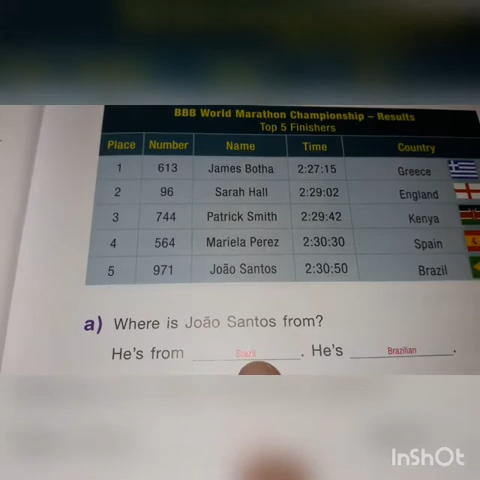 BBB World Marathon Championship – Results
Top 5 Finishers
Place Number Name Time Country
1 613 James Botha 2:27:15 Greece
2 96 Sarah Hall 2:29:02 England
3 744 Patrick Smith 2:29:42 Kenya
4 564 Mariela Perez 2:30:30 Spain
5 971 João Santos 2:30:50 Brazil
a) Where is João Santos from?
He's from Brazil. He's Brazilian.
InShOt